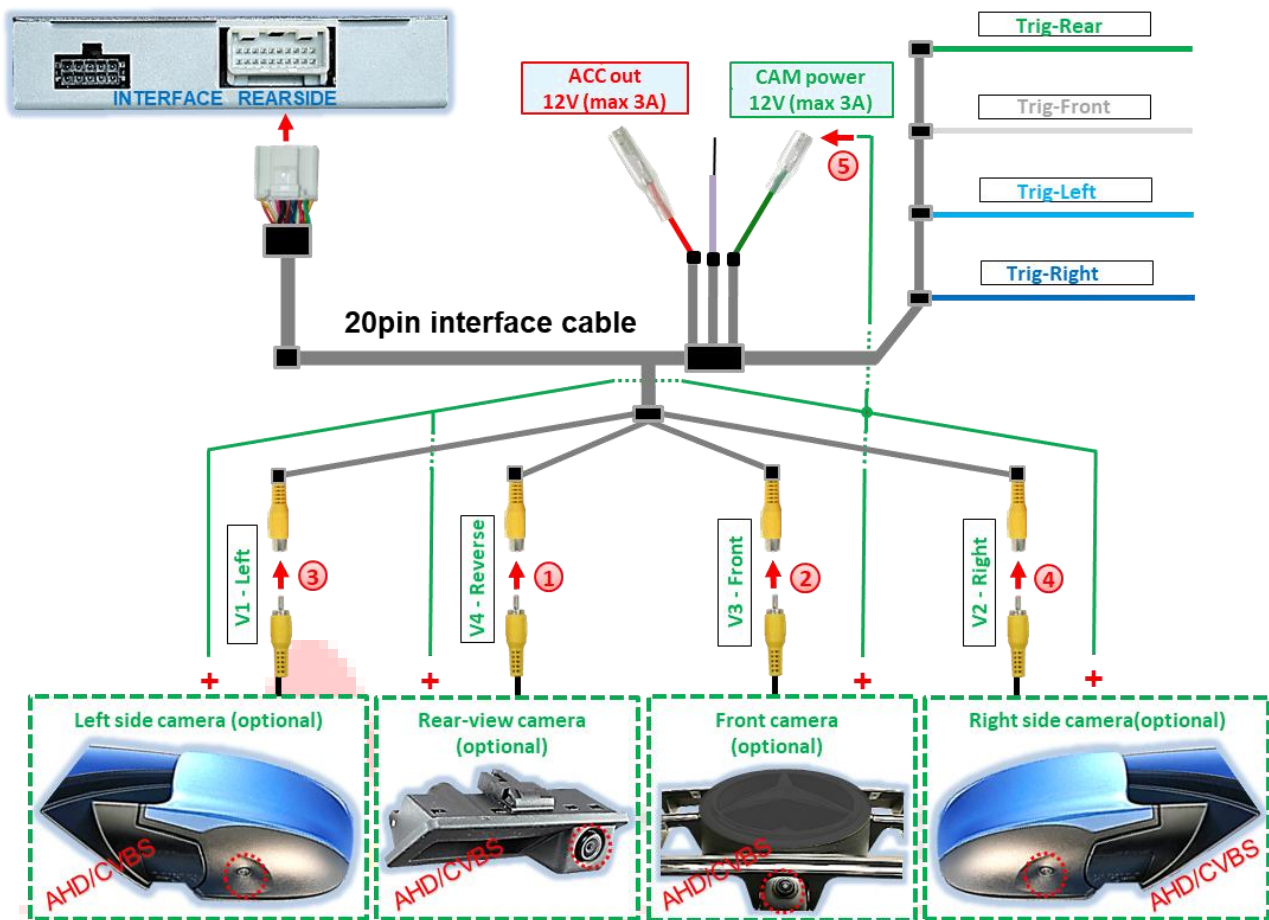 INTERFACE REARSIDE
ACC out
12V (max 3A)
CAM power
12V (max 3A)
5
Trig-Rear
Trig-Front
Trig-Left
Trig-Right
20pin interface cable
V1 - Left
3
V4 - Reverse
1
V3 - Front
2
V2 - Right
4
+
+
+
+
Left side camera (optional)
AHD/CVBS
Rear-view camera
(optional)
AHD/CVBS
Front camera
(optional)
AHD/CVBS
Right side camera(optional)
AHD/CVBS